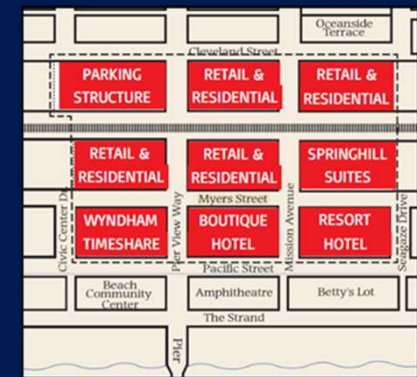 Oceanside
Terrace
Cleveland Street
PARKING
STRUCTURE
RETAIL &
RESIDENTIAL
RETAIL &
RESIDENTIAL
RETAIL &
RESIDENTIAL
RETAIL &
RESIDENTIAL
SPRINGHILL
SUITES
Myers Street
Civic Center Dr.
WYNDHAM
TIMESHARE
Pier View Way
BOUTIQUE
HOTEL
Mission Avenue
RESORT
HOTEL
Seagaze Drive
Pacific Street
Beach
Community
Center
Amphitheatre
Betty's Lot
The Strand
Pier